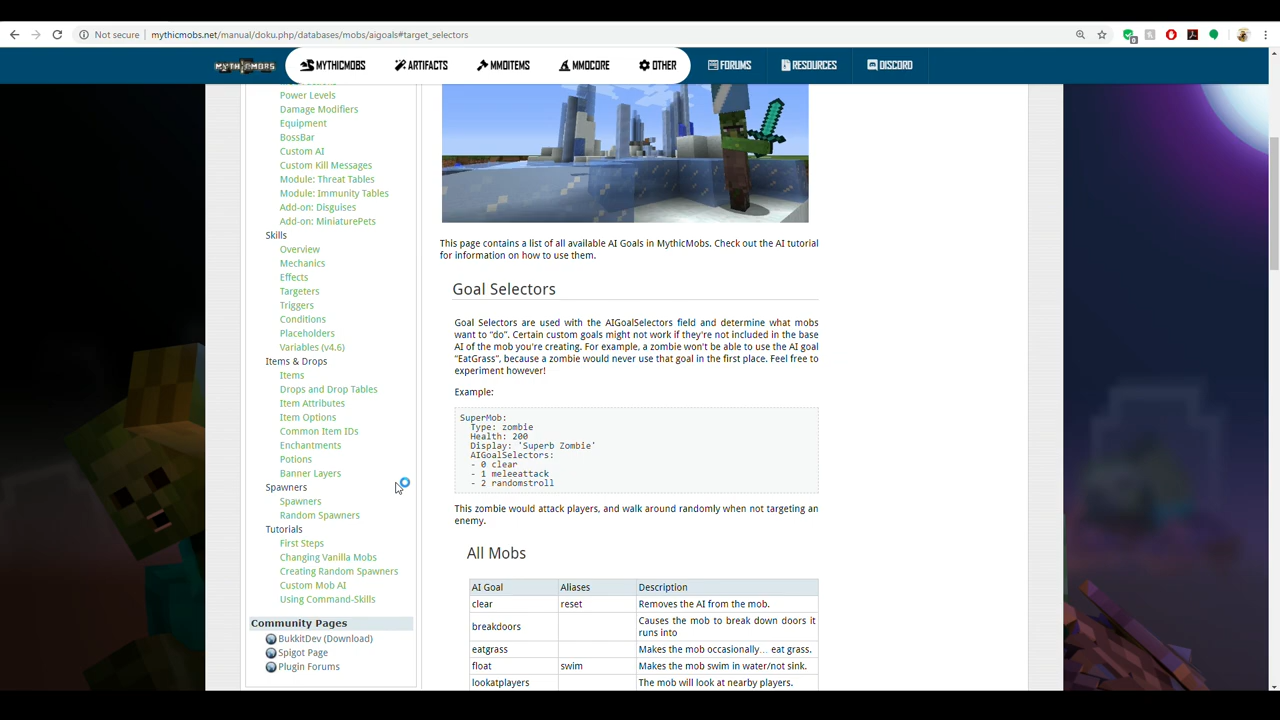 Not secure | mythicmobs.net/manual/doku.php/databases/mobs/aigoals#target_selectors
MYTHICMOBS
MYTHICMOBS
ARTIFACTS
MMOITEMS
MMOCORE
OTHER
FORUMS
RESOURCES
DISCORD
Power Levels
Damage Modifiers
Equipment
BossBar
Custom AI
Custom Kill Messages
Module: Threat Tables
Module: Immunity Tables
Add-on: Disguises
Add-on: MiniaturePets
Skills
Overview
Mechanics
Effects
Targeters
Triggers
Conditions
Placeholders
Variables (v4.6)
Items & Drops
Items
Drops and Drop Tables
Item Attributes
Item Options
Common Item IDs
Enchantments
Potions
Banner Layers
Spawners
Spawners
Random Spawners
Tutorials
First Steps
Changing Vanilla Mobs
Creating Random Spawners
Custom Mob AI
Using Command-Skills
Community Pages
BukkitDev (Download)
Spigot Page
Plugin Forums
This page contains a list of all available AI Goals in MythicMobs. Check out the AI tutorial
for information on how to use them.
Goal Selectors
Goal Selectors are used with the AIGoalSelectors field and determine what mobs
want to “do”. Certain custom goals might not work if they're not included in the base
AI of the mob you're creating. For example, a zombie won't be able to use the AI goal
“EatGrass”, because a zombie would never use that goal in the first place. Feel free to
experiment however!
Example:
SuperMob:
Type: zombie
Health: 200
Display: 'Superb Zombie'
AIGoalSelectors:
- 0 clear
- 1 meleeattack
- 2 randomstroll
This zombie would attack players, and walk around randomly when not targeting an
enemy.
All Mobs
AI Goal Aliases Description
clear reset Removes the AI from the mob.
breakdoors Causes the mob to break down doors it
runs into
eatgrass Makes the mob occasionally… eat grass.
float swim Makes the mob swim in water/not sink.
lookatplayers The mob will look at nearby players.